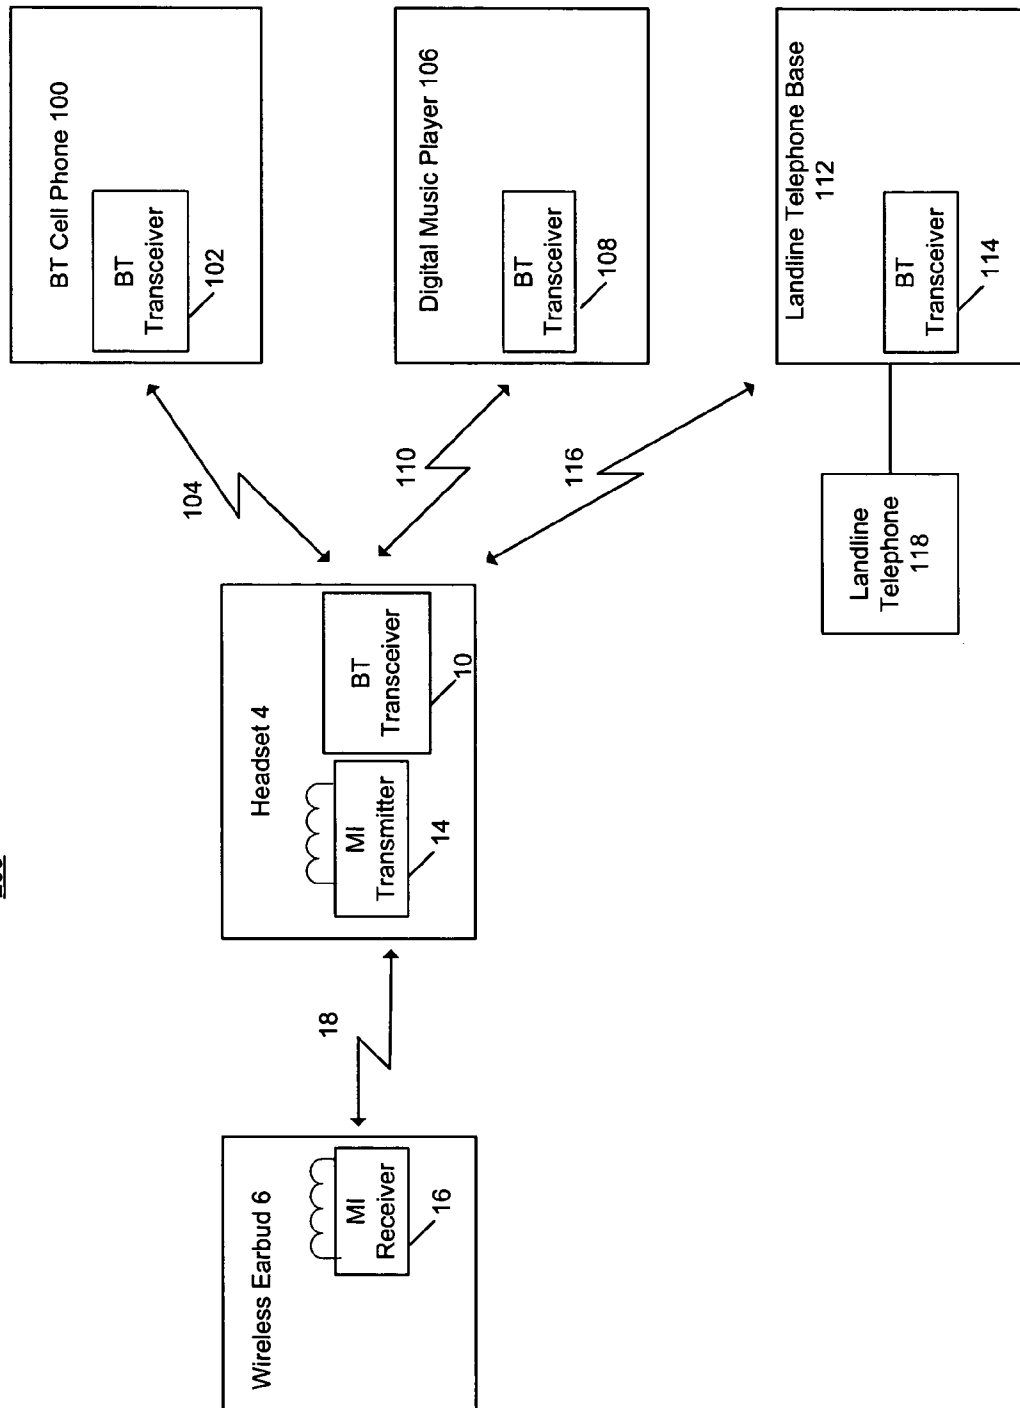 Wireless Earbud 6
MI
Receiver
16
18
Headset 4
MI
Transmitter
14
BT
Transceiver
10
104
110
116
BT Cell Phone 100
BT
Transceiver
102
Digital Music Player 106
BT
Transceiver
108
Landline Telephone Base
112
BT
Transceiver
114
Landline
Telephone
118